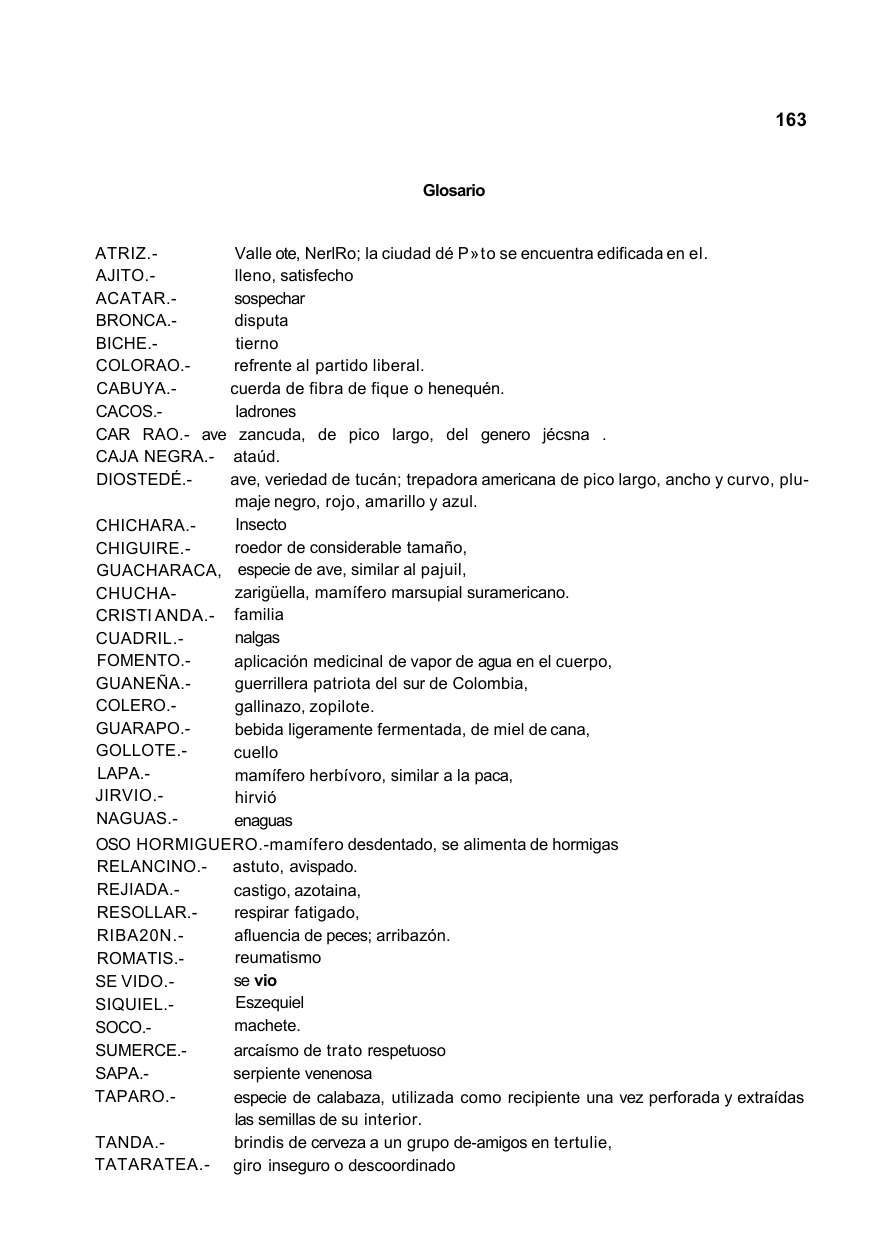 163
Glosario
ATRIZ.- Valle ote, NerlRo; la ciudad dé P»to se encuentra edificada en el.
AJITO.- lleno, satisfecho
ACATAR.- sospechar
BRONCA.- disputa
BICHE.- tierno
COLORAO.- refrente al partido liberal.
CABUYA.- cuerda de fibra de fique o henequén.
CACOS.- ladrones
CAR RAO.- ave zancuda, de pico largo, del genero jécsna .
CAJA NEGRA.- ataúd.
DIOSTEDÉ.- ave, veriedad de tucán; trepadora americana de pico largo, ancho y curvo, plu-
maje negro, rojo, amarillo y azul.
CHICHARA.- Insecto
CHIGUIRE.- roedor de considerable tamaño,
GUACHARACA, especie de ave, similar al pajuil,
CHUCHA- zarigüella, mamífero marsupial suramericano.
CRISTI ANDA.- familia
CUADRIL.- nalgas
FOMENTO.- aplicación medicinal de vapor de agua en el cuerpo,
GUANEÑA.- guerrillera patriota del sur de Colombia,
COLERO.- gallinazo, zopilote.
GUARAPO.- bebida ligeramente fermentada, de miel de cana,
GOLLOTE.- cuello
LAPA.- mamífero herbívoro, similar a la paca,
JIRVIO.- hirvió
NAGUAS.- enaguas
OSO HORMIGUERO.-mamífero desdentado, se alimenta de hormigas
RELANCINO.- astuto, avispado.
REJIADA.- castigo, azotaina,
RESOLLAR.- respirar fatigado,
RIBA20N.- afluencia de peces; arribazón.
ROMATIS.- reumatismo
SE VIDO.- se vio
SIQUIEL.- Eszequiel
SOCO.- machete.
SUMERCE.- arcaísmo de trato respetuoso
SAPA.- serpiente venenosa
TAPARO.- especie de calabaza, utilizada como recipiente una vez perforada y extraídas
las semillas de su interior.
TANDA.- brindis de cerveza a un grupo de-amigos en tertulie,
TATARATEA.- giro inseguro o descoordinado